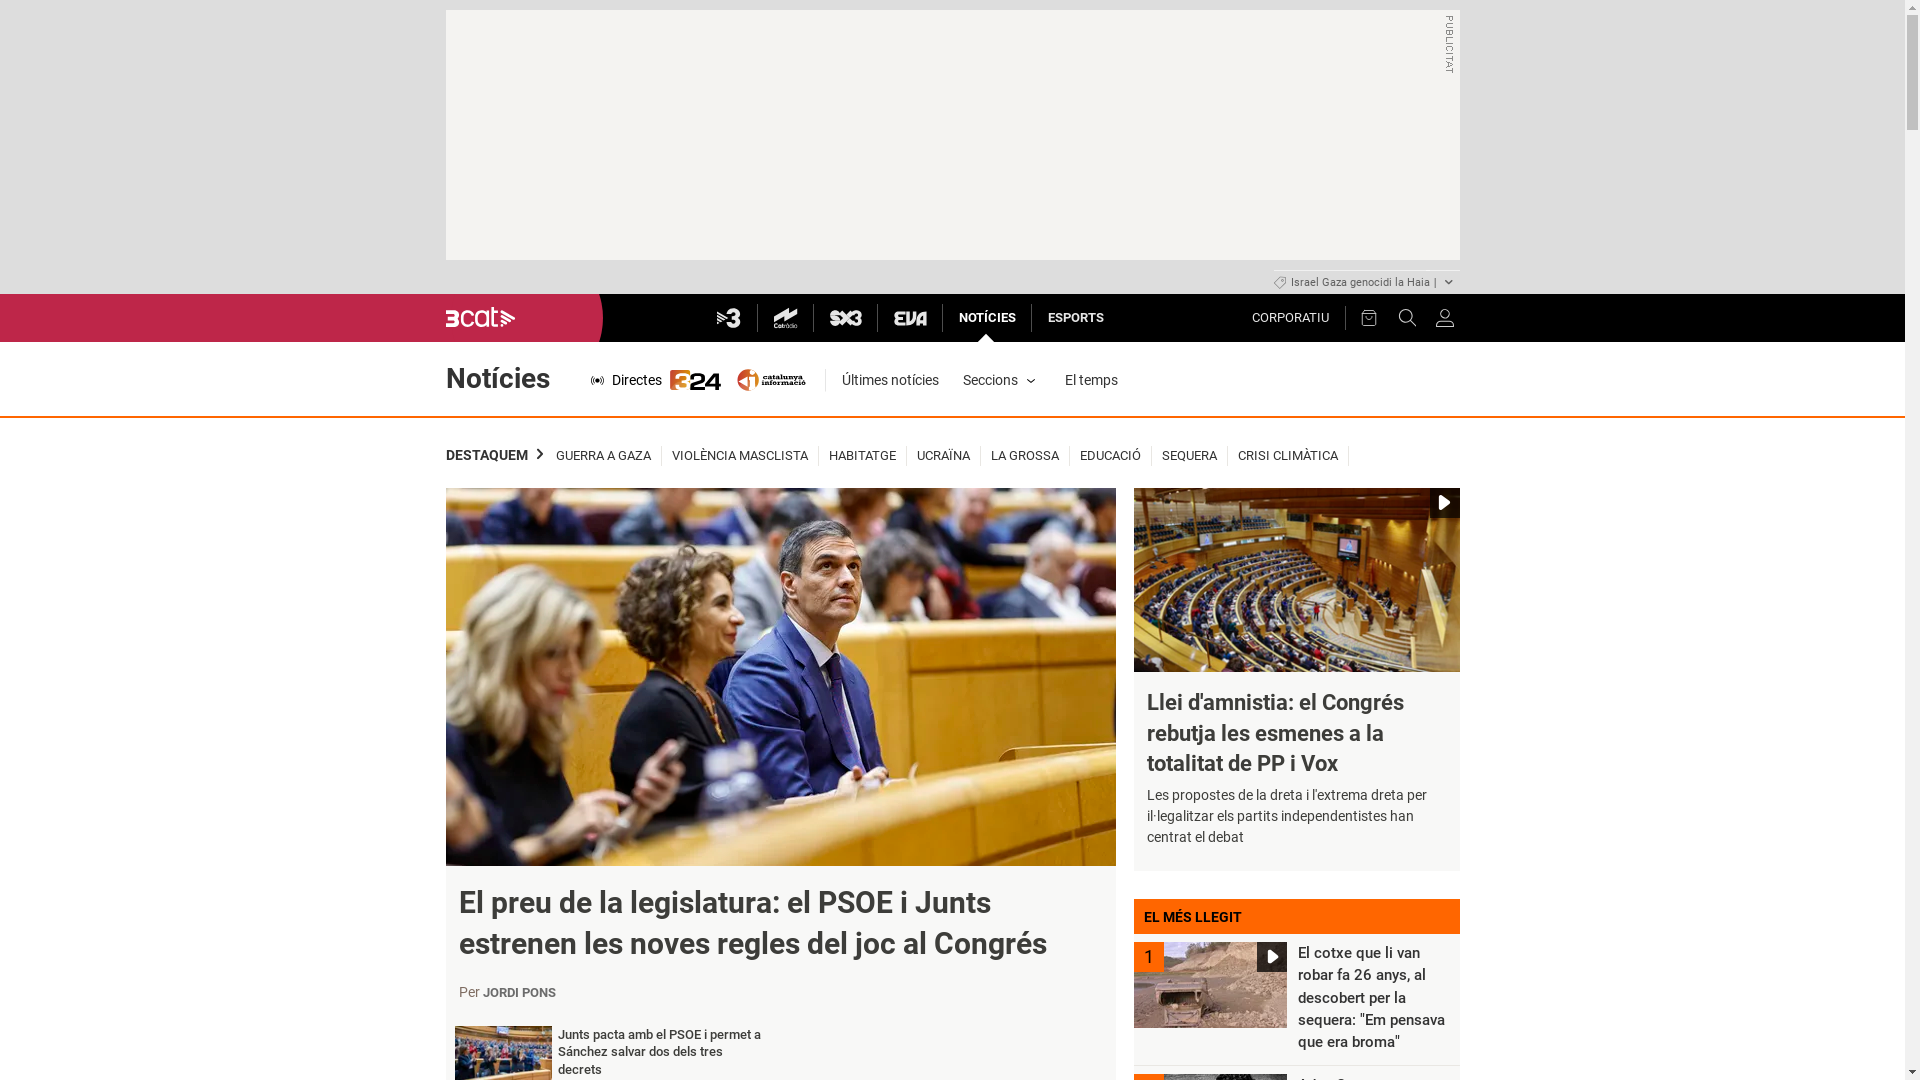 PUBLICITAT
Israel Gaza genocidi la Haia |
3cat
3
Catràdio
SX3
EVA
NOTÍCIES
ESPORTS
CORPORATIU
Notícies
Directes
324
catalunya
informació
Últimes notícies
Seccions
El temps
DESTAQUEM
GUERRA A GAZA
VIOLÈNCIA MASCLISTA
HABITATGE
UCRAÏNA
LA GROSSA
EDUCACIÓ
SEQUERA
CRISI CLIMÀTICA
El preu de la legislatura: el PSOE i Junts
estrenen les noves regles del joc al Congrés
Per JORDI PONS
Junts pacta amb el PSOE i permet a
Sánchez salvar dos dels tres
decrets
Llei d'amnistia: el Congrés
rebutja les esmenes a la
totalitat de PP i Vox
Les propostes de la dreta i l'extrema dreta per
il·legalitzar els partits independentistes han
centrat el debat
EL MÉS LLEGIT
1
El cotxe que li van
robar fa 26 anys, al
descobert per la
sequera: "Em pensava
que era broma"